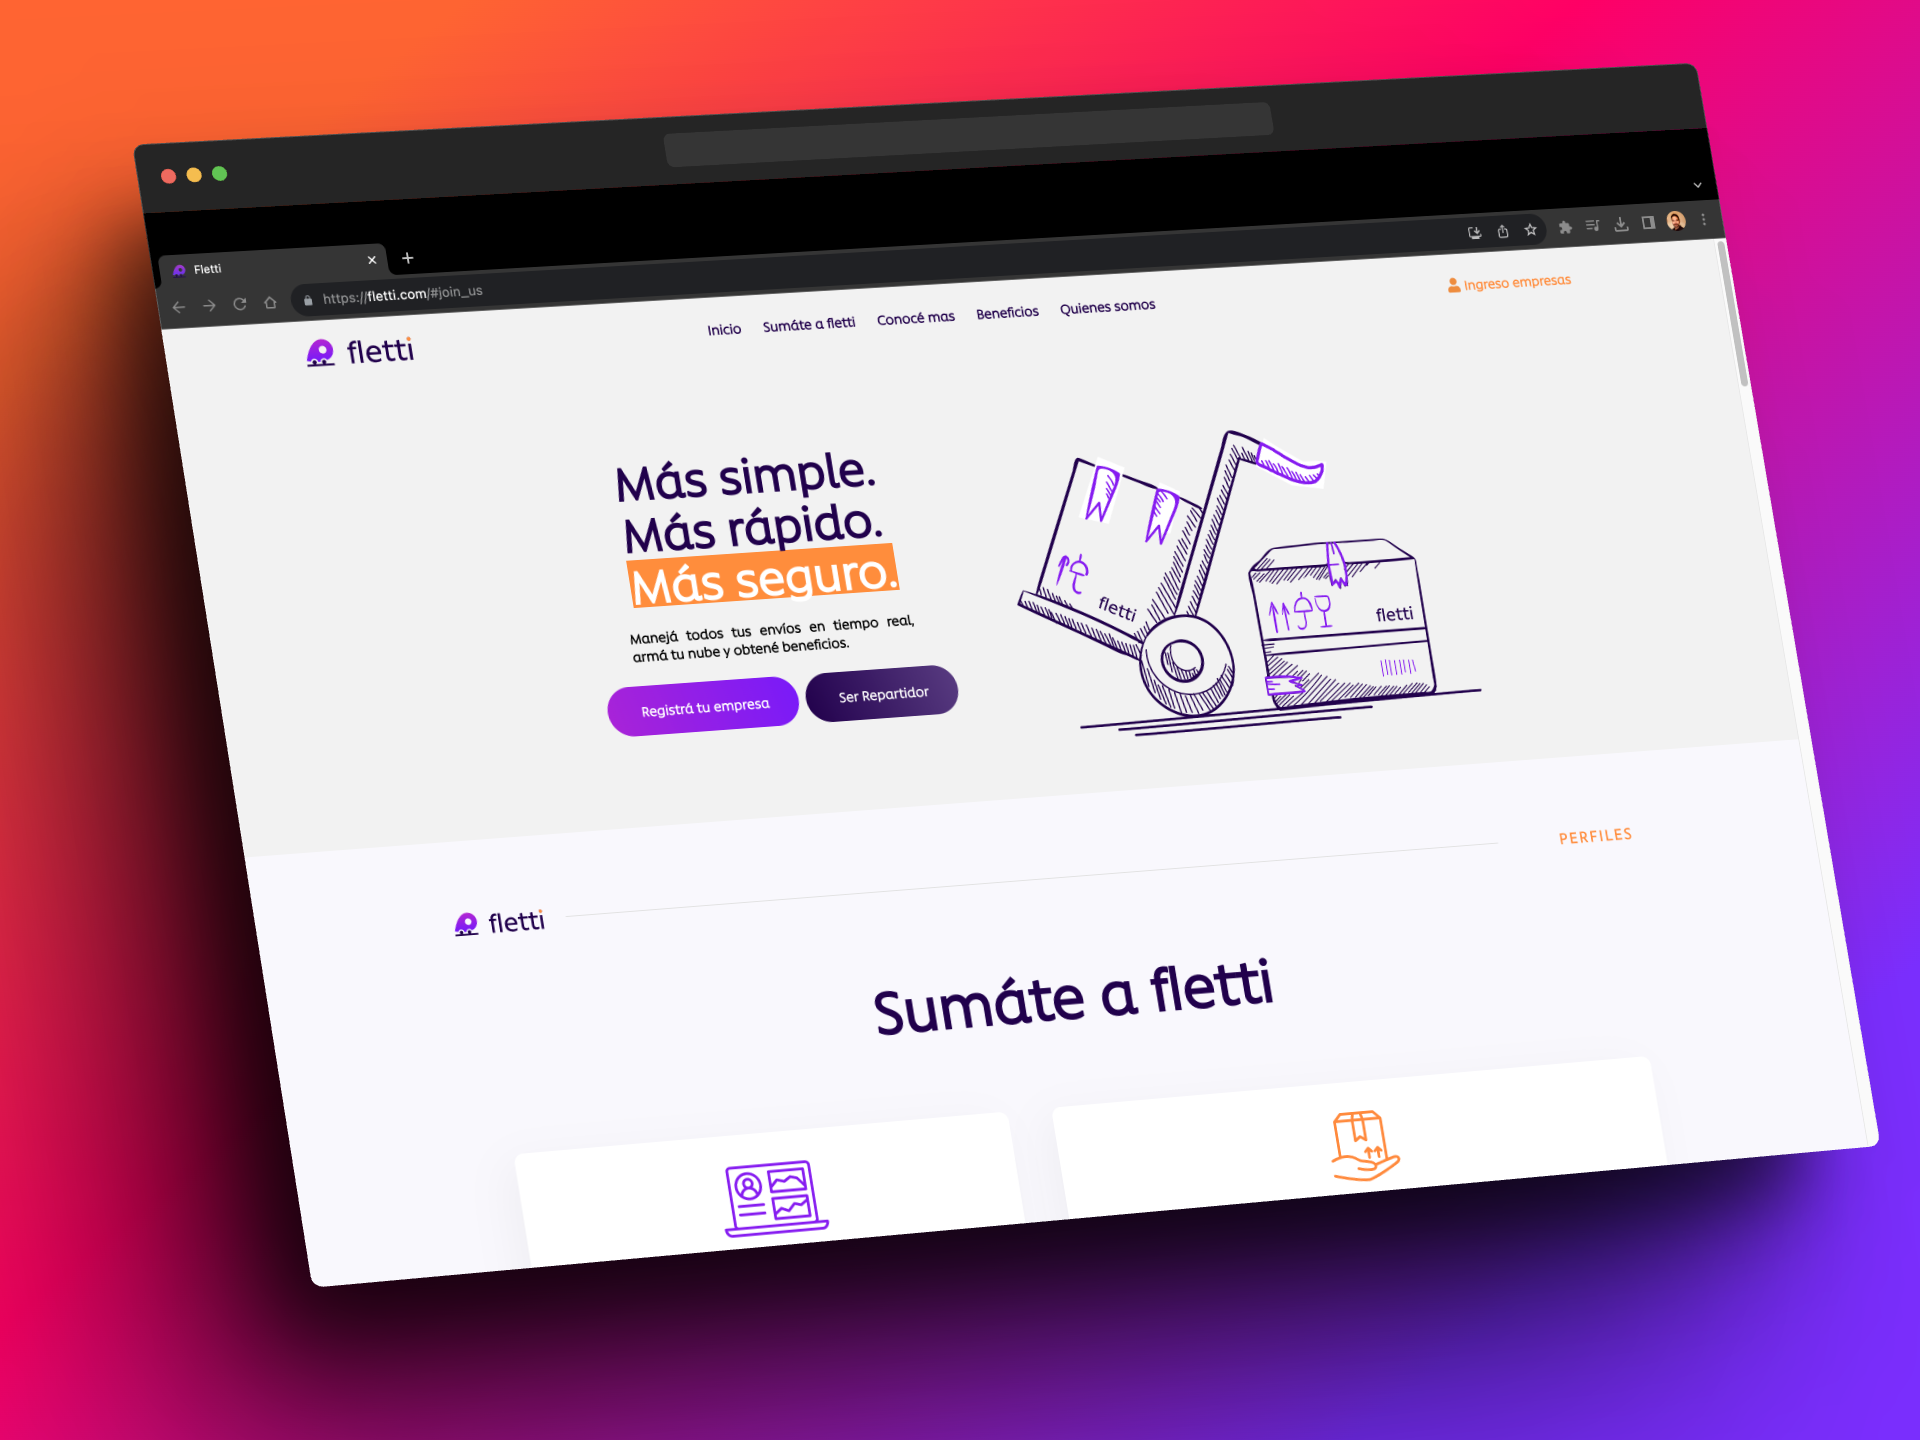 Fletti
https://fletti.com/#join_us
fletti
Inicio
Sumáte a fletti
Conocé mas
Beneficios
Quienes somos
Ingreso empresas
Más simple.
Más rápido.
Más seguro.
Manejá todos tus envíos en tiempo real,
armá tu nube y obtené beneficios.
Registrá tu empresa
Ser Repartidor
fletti
fletti
fletti
PERFILES
Sumáte a fletti